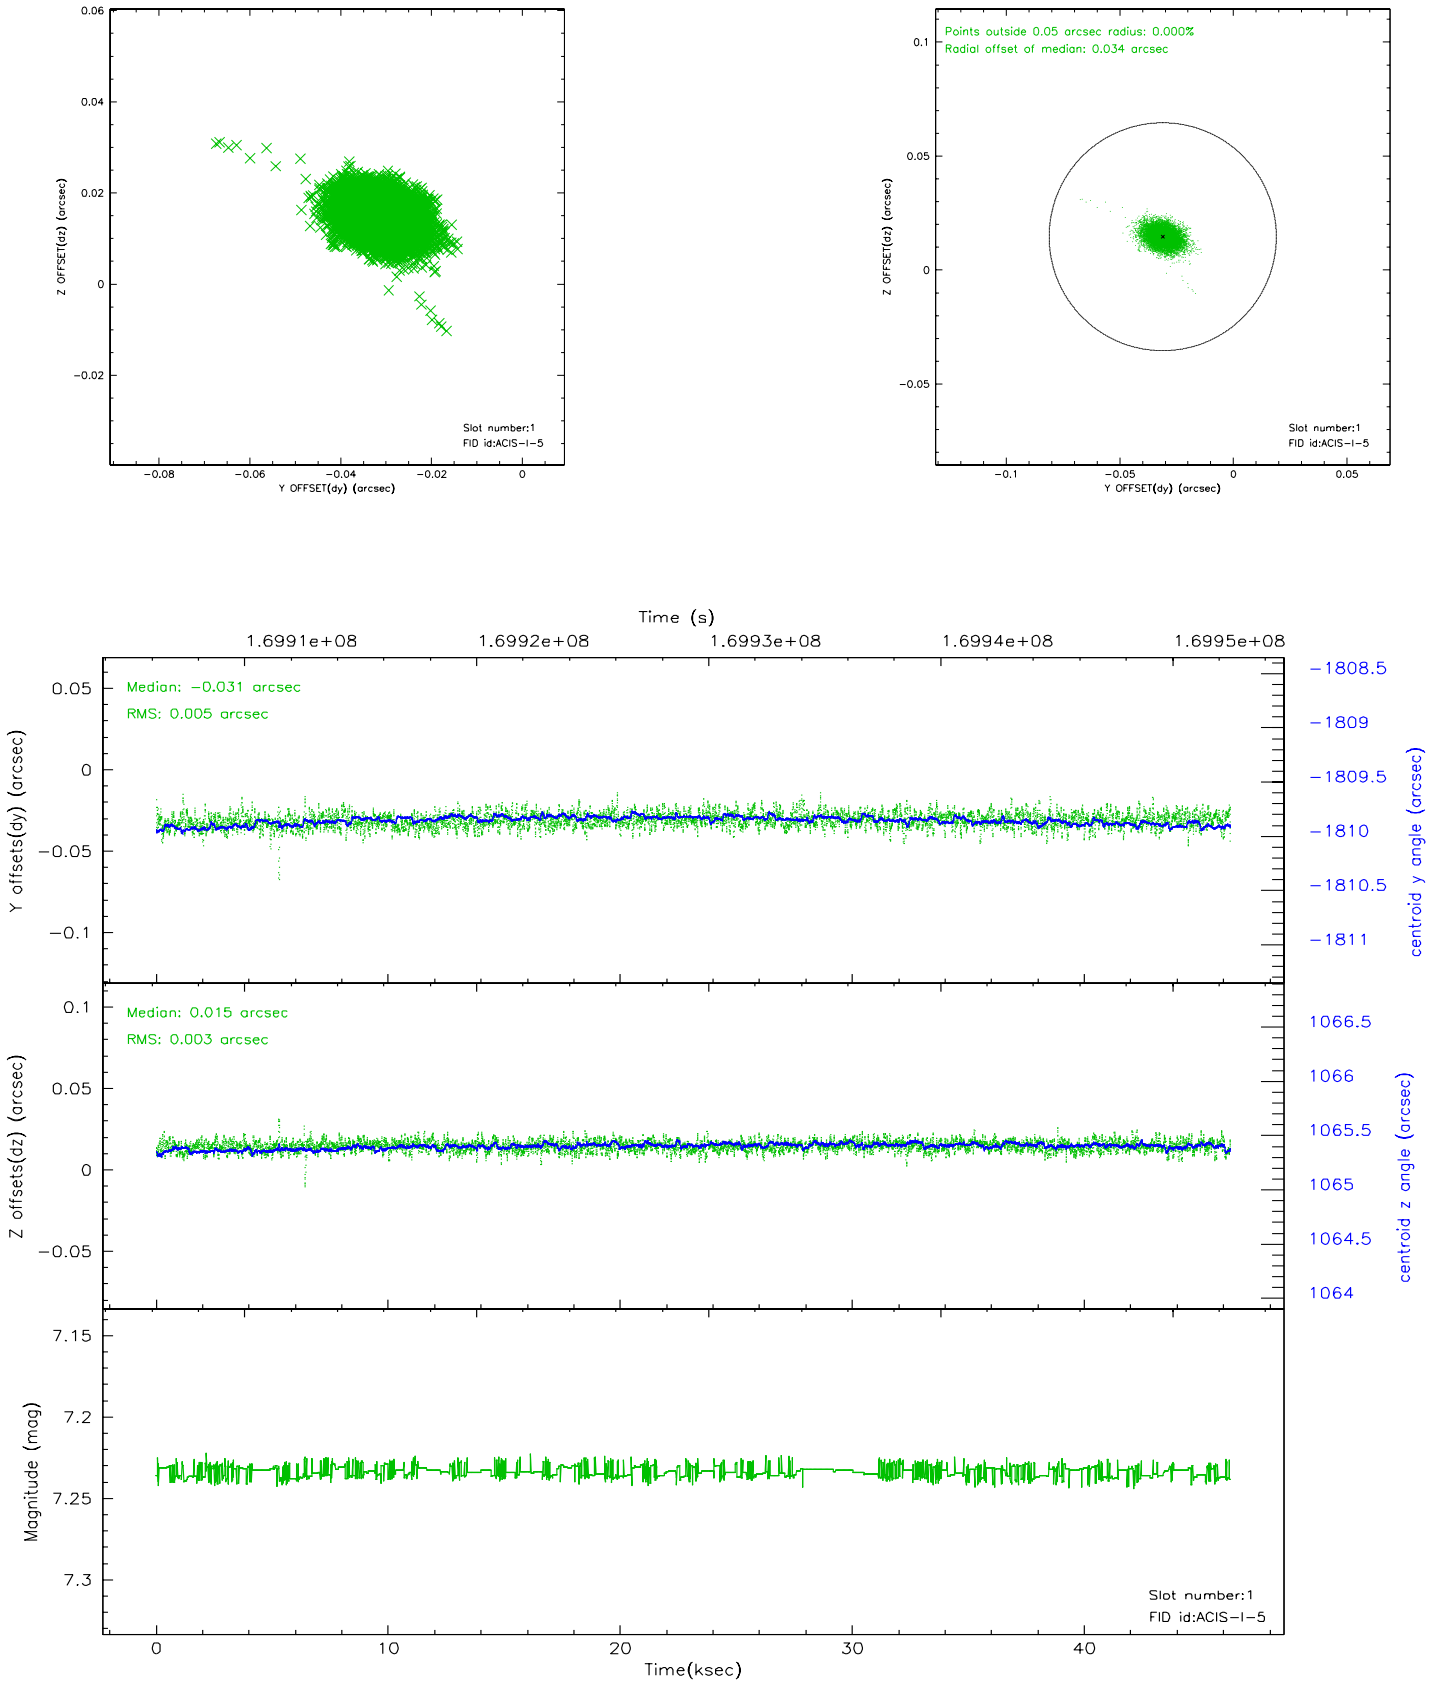 0.06
0.04
0.02
0
−0.02
Z OFFSET(dz) (arcsec)
−0.08 −0.06 −0.04 −0.02 0
Y OFFSET(dy) (arcsec)
Slot number:1
FID id:ACIS−I−5
Points outside 0.05 arcsec radius: 0.000%
Radial offset of median: 0.034 arcsec
0.1
0.05
0
−0.05
Z OFFSET(dz) (arcsec)
−0.1 −0.05 0 0.05
Y OFFSET(dy) (arcsec)
Slot number:1
FID id:ACIS−I−5
Time (s)
1.6991e+08 1.6992e+08 1.6993e+08 1.6994e+08 1.6995e+08
Median: −0.031 arcsec
RMS: 0.005 arcsec
0.05
0
−0.05
−0.1
Y offsets(dy) (arcsec)
−1808.5
−1809
−1809.5
−1810
−1810.5
−1811
centroid y angle (arcsec)
Median: 0.015 arcsec
RMS: 0.003 arcsec
0.1
0.05
0
−0.05
Z offsets(dz) (arcsec)
1066.5
1066
1065.5
1065
1064.5
1064
centroid z angle (arcsec)
7.15
7.2
7.25
7.3
Magnitude (mag)
Slot number:1
FID id:ACIS−I−5
0 10 20 30 40
Time(ksec)